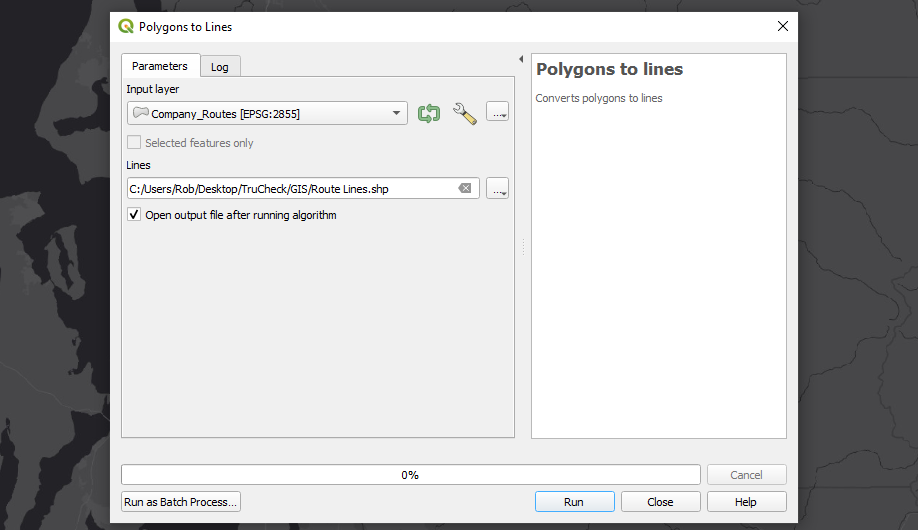 Polygons to Lines
Parameters
Log
Input layer
Company_Routes [EPSG:2855]
...
Selected features only
Lines
C:/Users/Rob/Desktop/TruCheck/GIS/Route Lines.shp
...
Open output file after running algorithm
Polygons to lines
Converts polygons to lines
0%
Cancel
Run as Batch Process...
Run
Close
Help